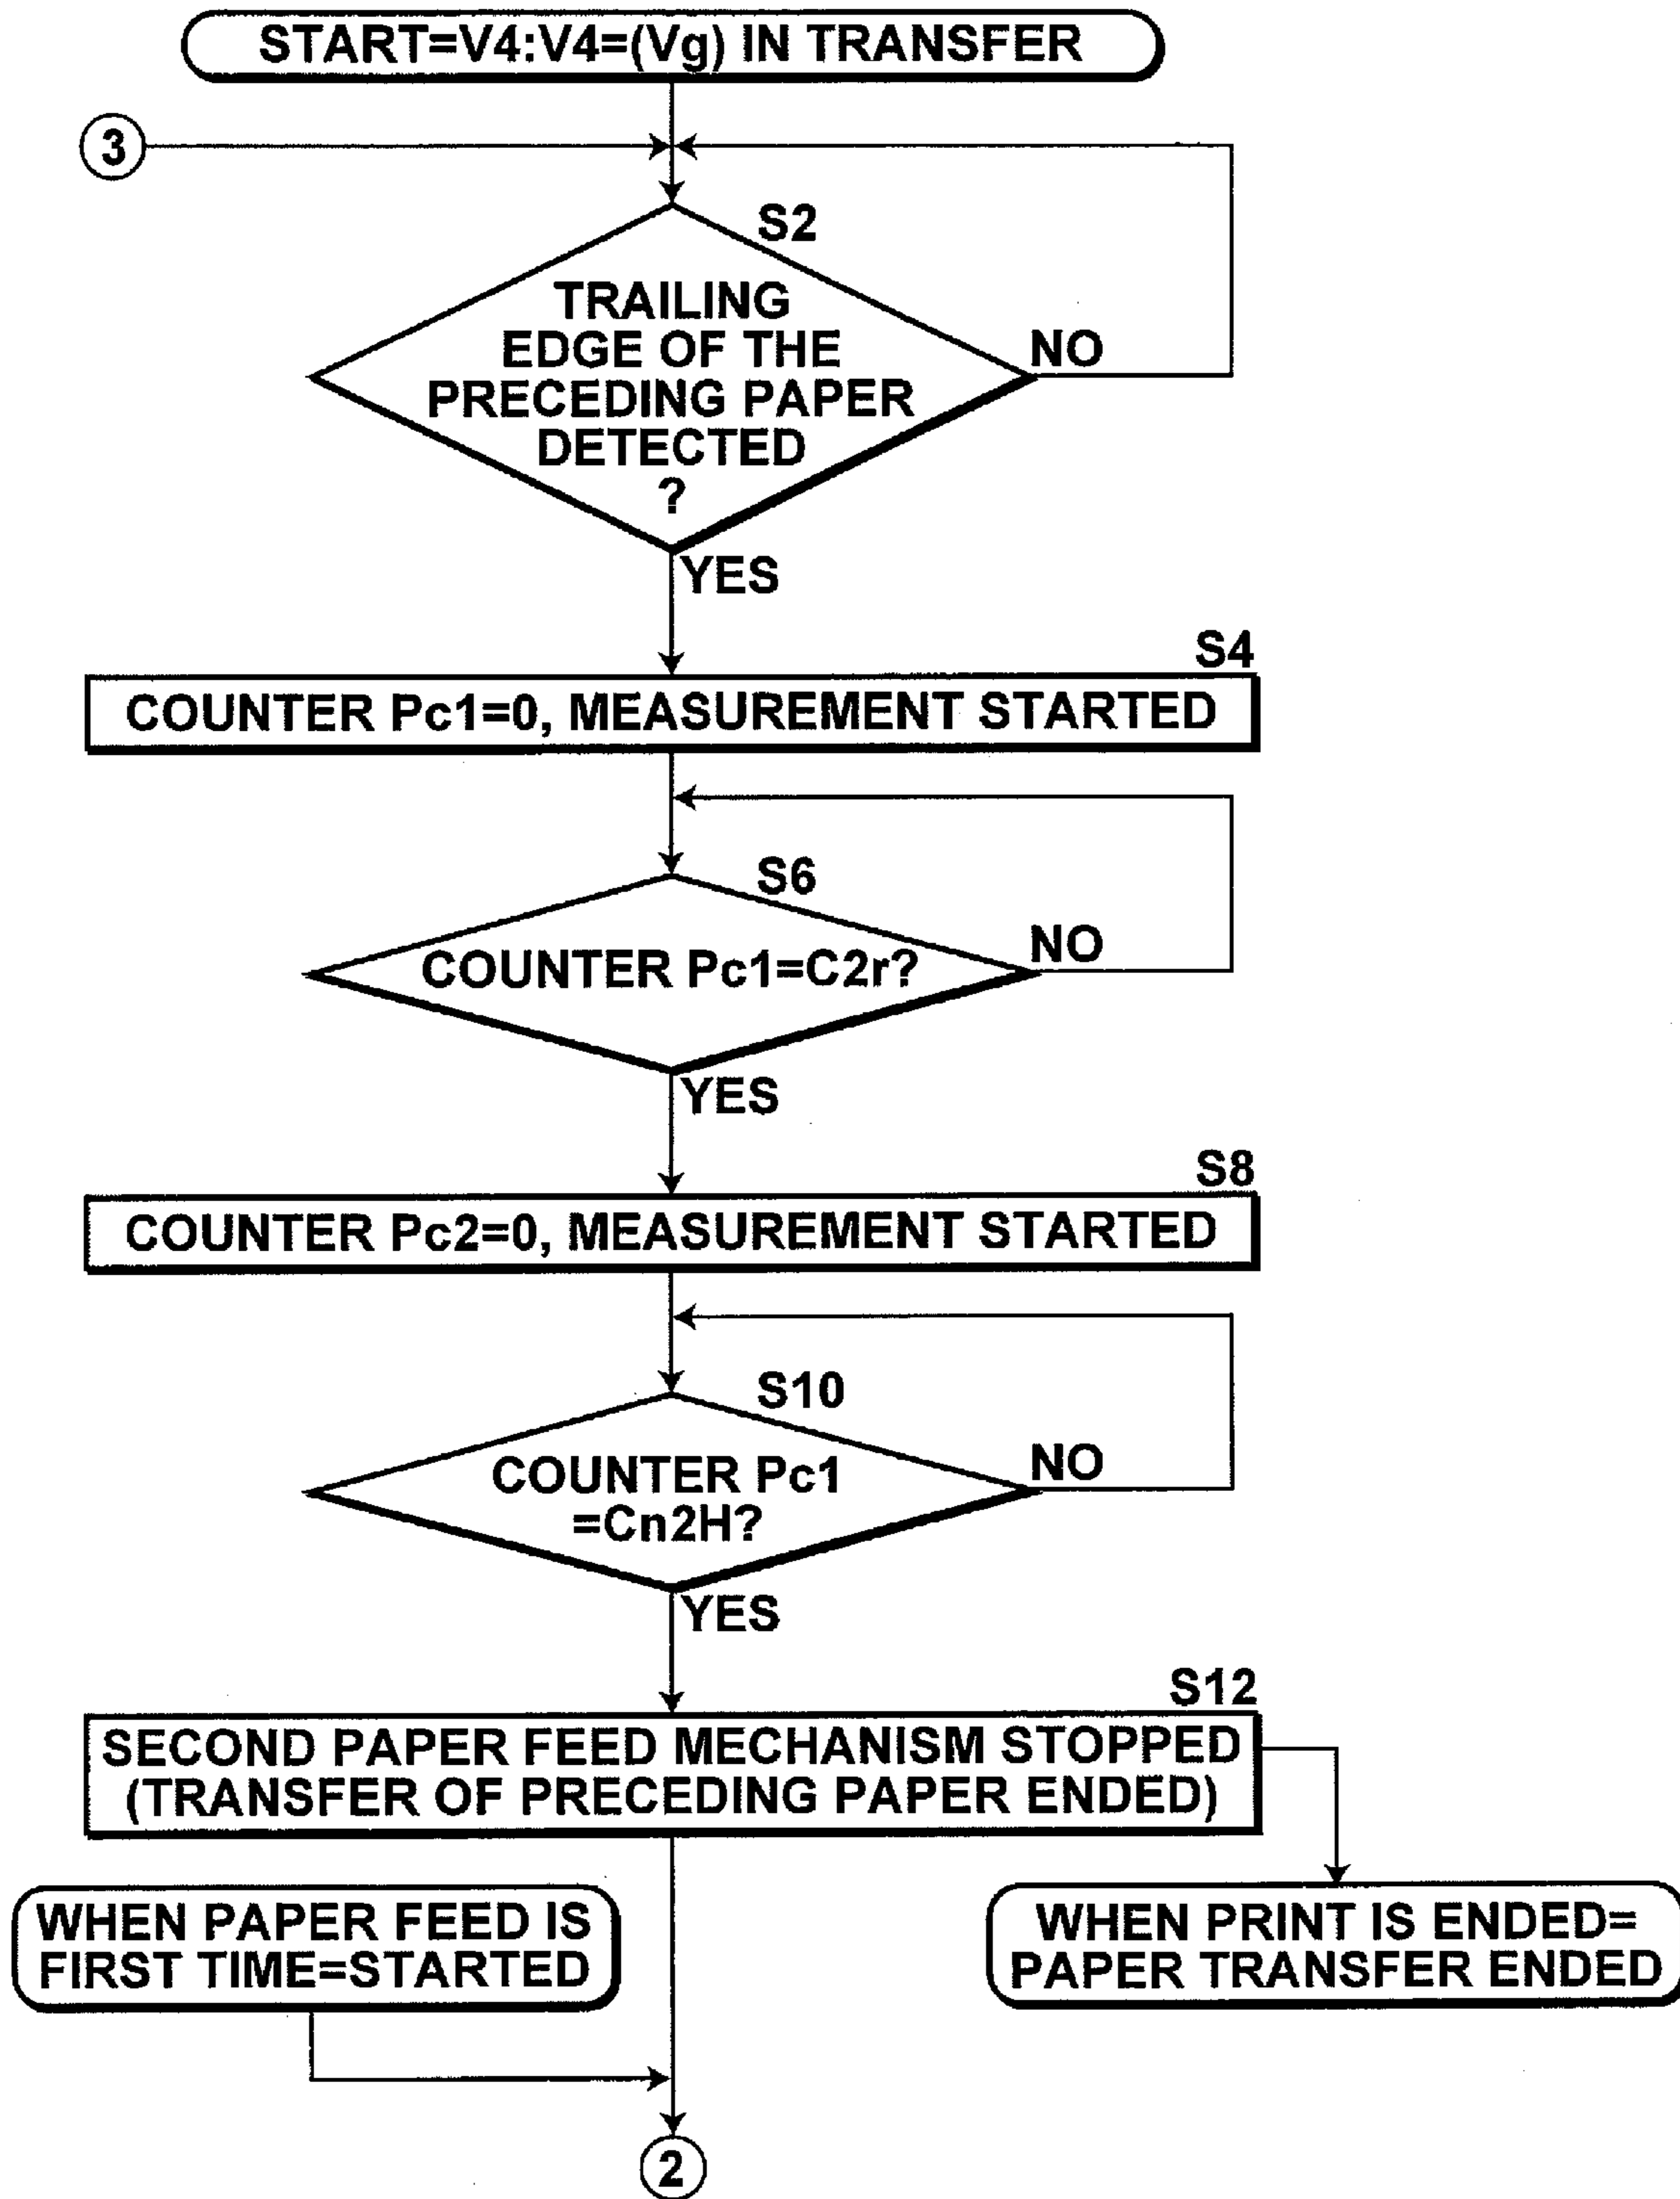 START=V4:V4=(Vg) IN TRANSFER
3
S2
TRAILING
EDGE OF THE
PRECEDING PAPER
DETECTED
?
NO
YES
S4
COUNTER Pc1=0, MEASUREMENT STARTED
S6
COUNTER Pc1=C2r?
NO
YES
S8
COUNTER Pc2=0, MEASUREMENT STARTED
S10
COUNTER Pc1
=Cn2H?
NO
YES
S12
SECOND PAPER FEED MECHANISM STOPPED
(TRANSFER OF PRECEDING PAPER ENDED)
WHEN PAPER FEED IS
FIRST TIME=STARTED
WHEN PRINT IS ENDED=
PAPER TRANSFER ENDED
2